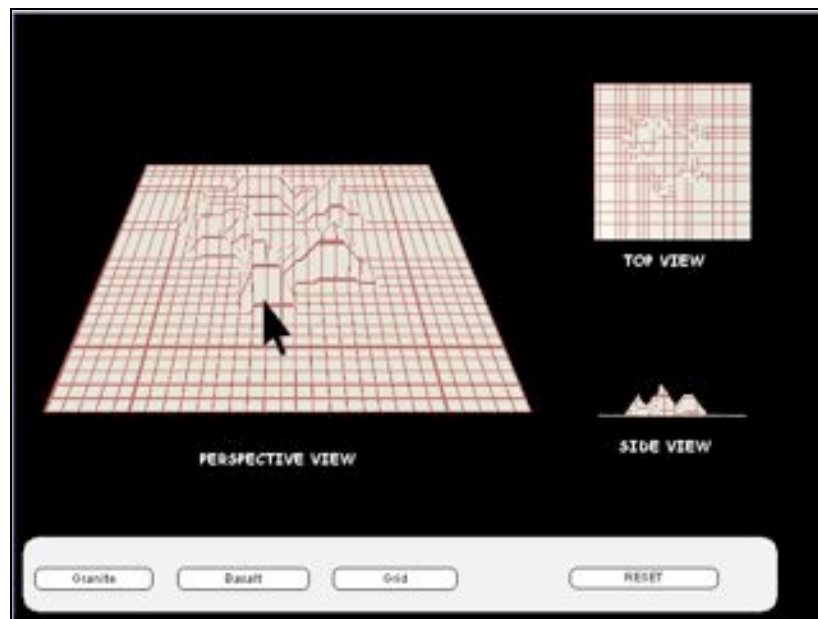 TOP VIEW
SIDE VIEW
PERSPECTIVE VIEW
Granite
Basalt
Grid
RESET